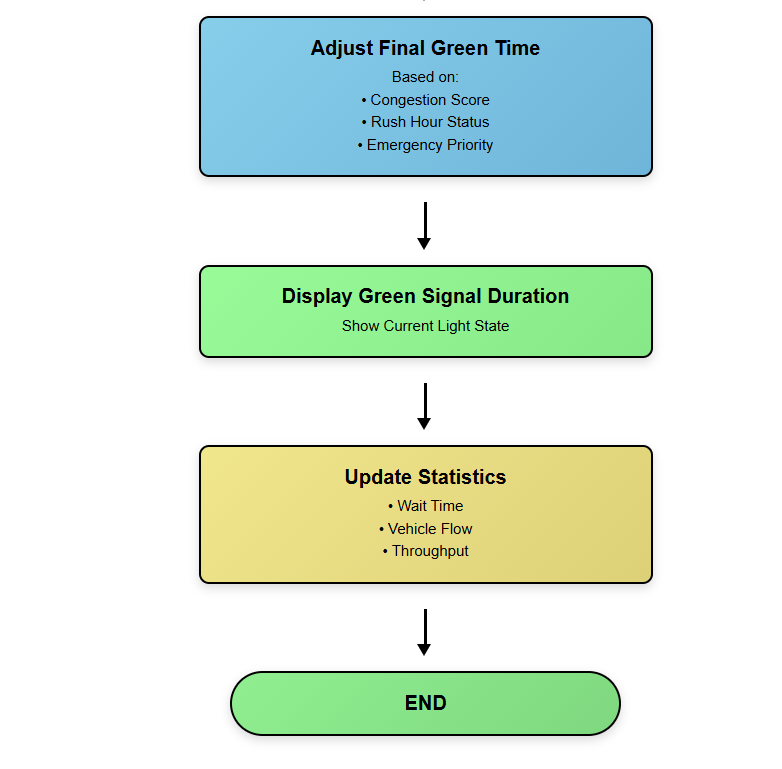 Adjust Final Green Time
Based on:
• Congestion Score
• Rush Hour Status
• Emergency Priority
Display Green Signal Duration
Show Current Light State
Update Statistics
• Wait Time
• Vehicle Flow
• Throughput
END